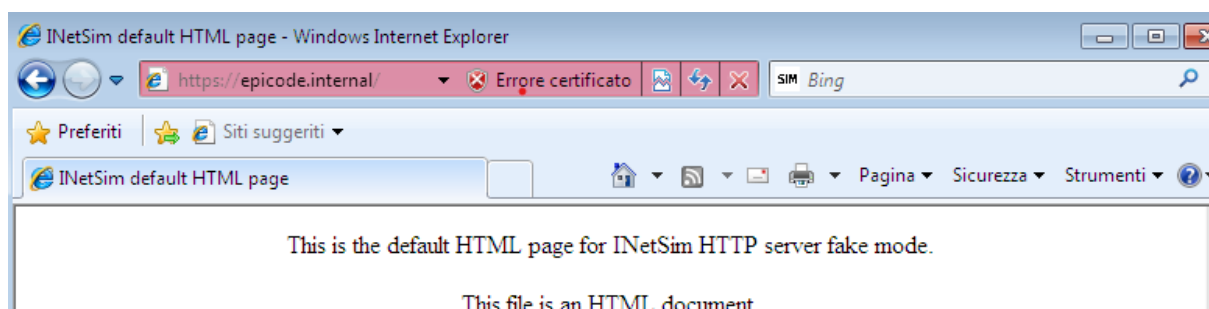 INetSim default HTML page - Windows Internet Explorer
https://epicode.internal/ Errore certificato SIM Bing
Preferiti Siti suggeriti
INetSim default HTML page Pagina Sicurezza Strumenti
This is the default HTML page for INetSim HTTP server fake mode.
This file is an HTML document.